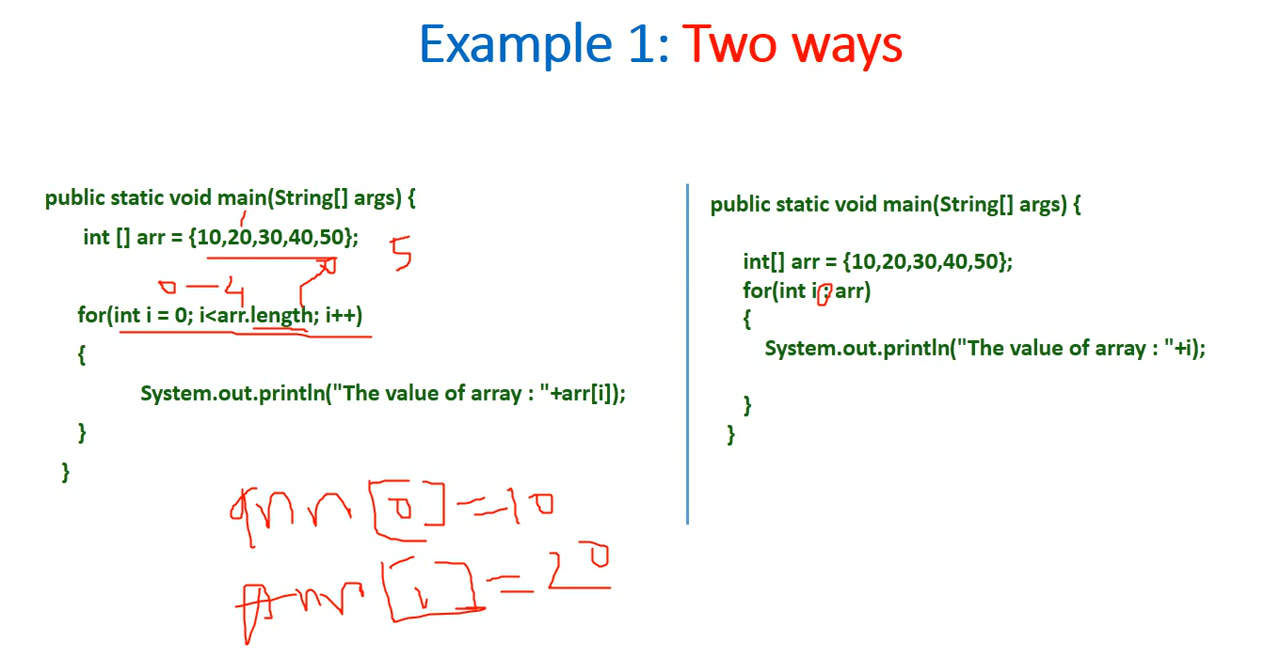 Example 1: Two ways
public static void main(String[] args) {
int [] arr = {10,20,30,40,50};
5
0 – 4
for(int i = 0; i<arr.length; i++)
{
System.out.println("The value of array : "+arr[i]);
}
}
arr [0] = 10
arr [i] = 20
public static void main(String[] args) {
int[] arr = {10,20,30,40,50};
for(int i : arr)
{
System.out.println("The value of array : "+i);
}
}